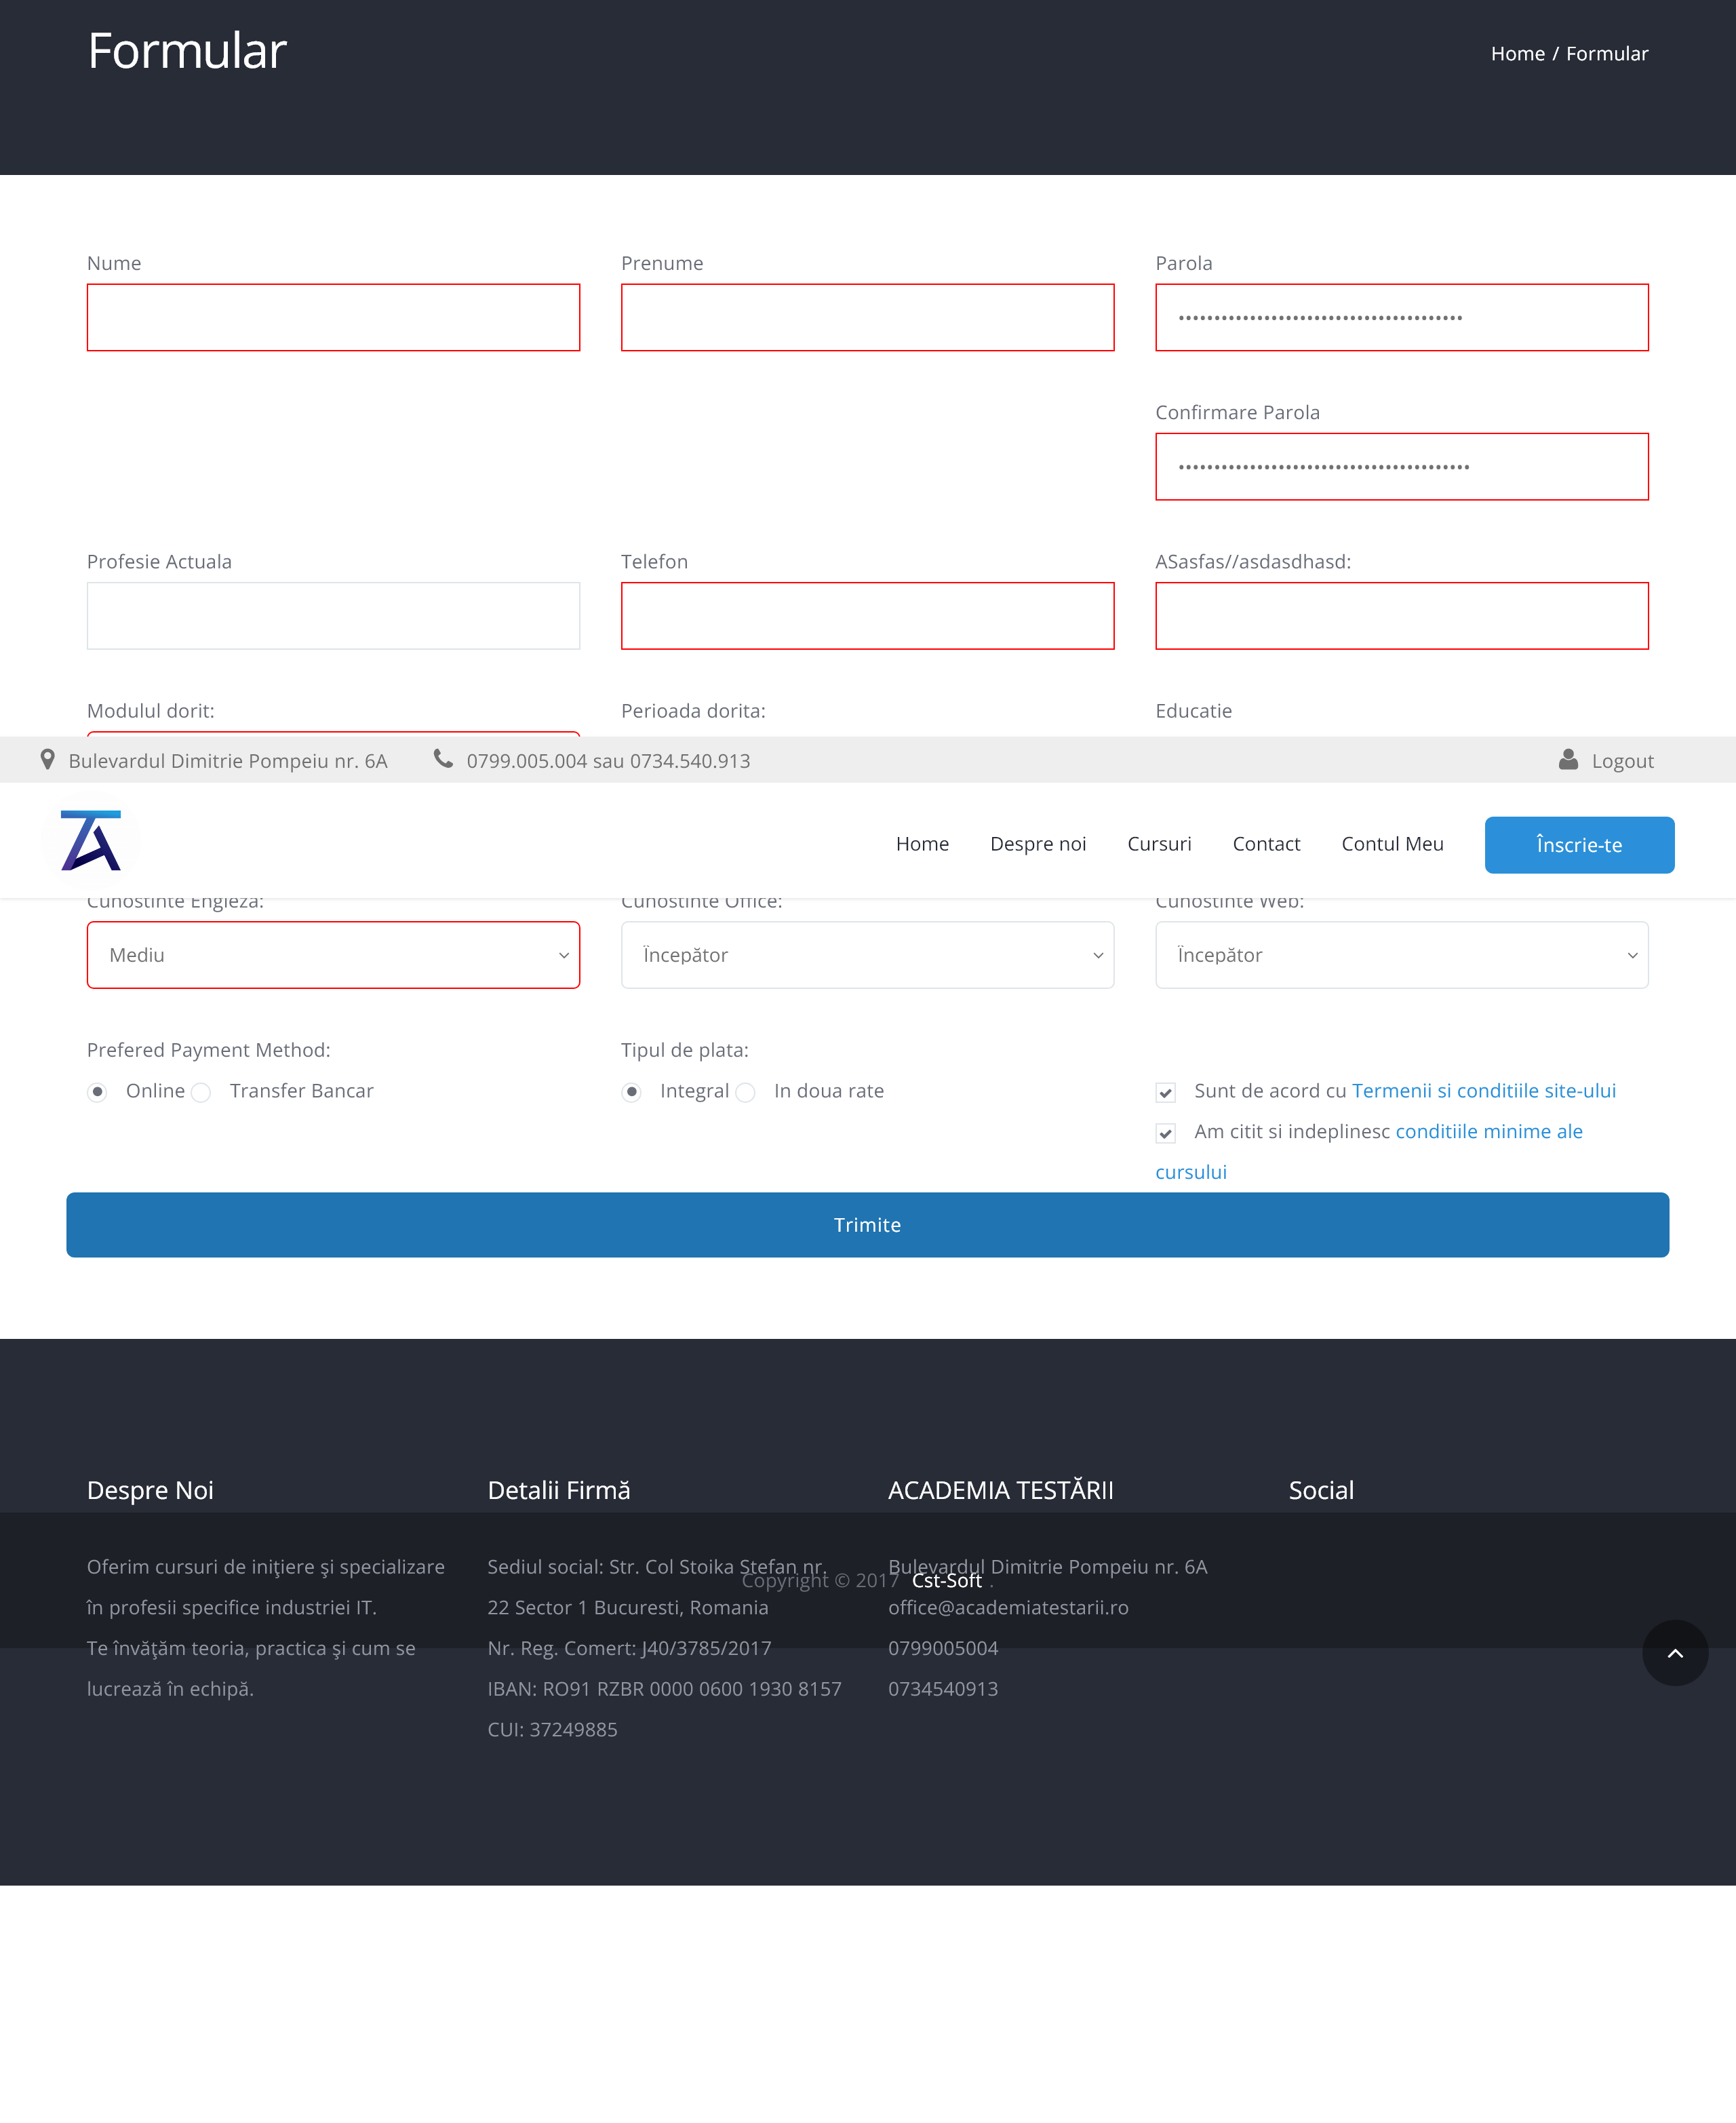 Formular
Home / Formular
Nume
Prenume
Parola
Confirmare Parola
Profesie Actuala
Telefon
ASasfas//asdasdhasd:
Modulul dorit:
Perioada dorita:
Educatie
Bulevardul Dimitrie Pompeiu nr. 6A
0799.005.004 sau 0734.540.913
Logout
Home
Despre noi
Cursuri
Contact
Contul Meu
Înscrie-te
Cunostinte Engleza:
Cunostinte Office:
Cunostinte Web:
Mediu
Începător
Începător
Prefered Payment Method:
Tipul de plata:
Online
Transfer Bancar
Integral
In doua rate
Sunt de acord cu Termenii si conditiile site-ului
Am citit si indeplinesc conditiile minime ale
cursului
Trimite
Despre Noi
Oferim cursuri de inițiere și specializare
în profesii specifice industriei IT.
Te învățăm teoria, practica și cum se
lucrează în echipă.
Detalii Firmă
Sediul social: Str. Col Stoika Stefan nr.
22 Sector 1 Bucuresti, Romania
Nr. Reg. Comert: J40/3785/2017
IBAN: RO91 RZBR 0000 0600 1930 8157
CUI: 37249885
ACADEMIA TESTĂRII
Bulevardul Dimitrie Pompeiu nr. 6A
office@academiatestarii.ro
0799005004
0734540913
Social
Copyright © 2017 Cst-Soft .